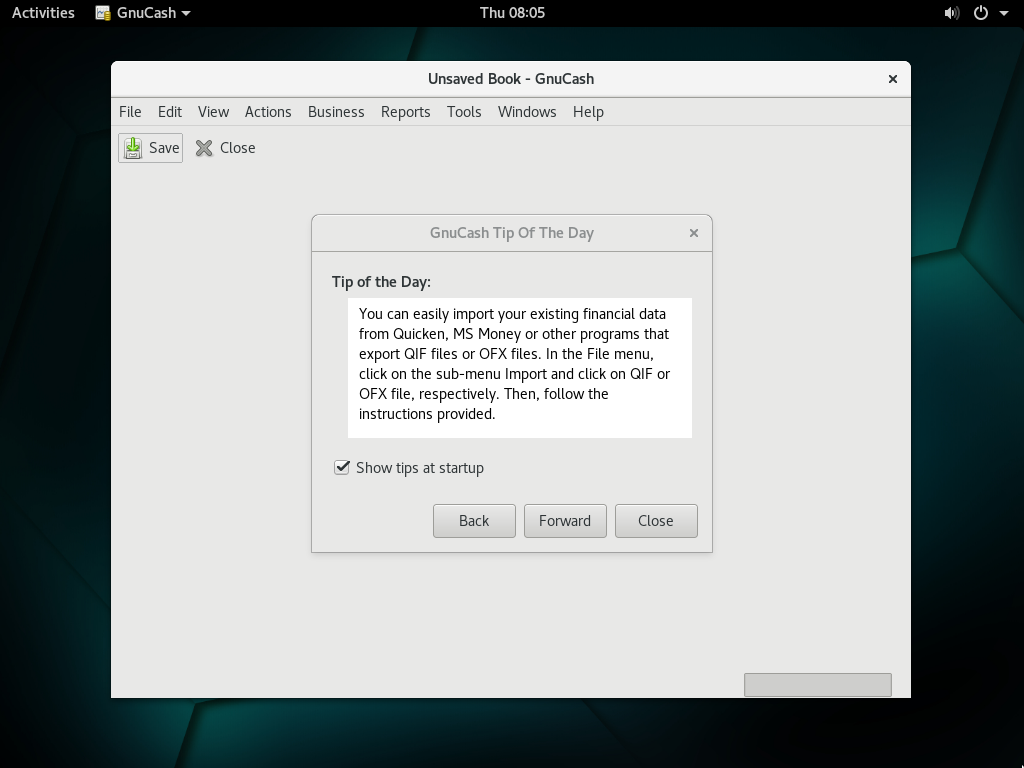 Activities GnuCash Thu 08:05
Unsaved Book - GnuCash
File Edit View Actions Business Reports Tools Windows Help
Save Close
GnuCash Tip Of The Day
Tip of the Day:
You can easily import your existing financial data
from Quicken, MS Money or other programs that
export QIF files or OFX files. In the File menu,
click on the sub-menu Import and click on QIF or
OFX file, respectively. Then, follow the
instructions provided.
Show tips at startup
Back Forward Close